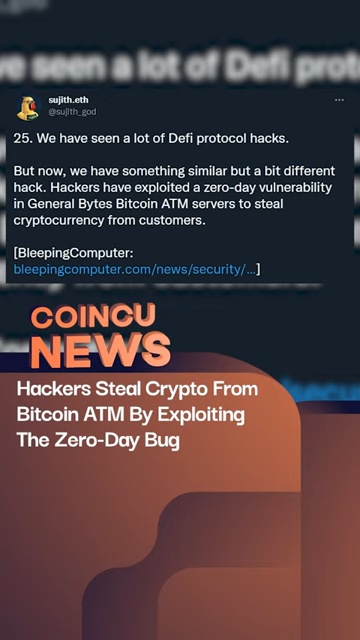 sujith.eth
@sujith_god
25. We have seen a lot of Defi protocol hacks.
But now, we have something similar but a bit different
hack. Hackers have exploited a zero-day vulnerability
in General Bytes Bitcoin ATM servers to steal
cryptocurrency from customers.
[BleepingComputer:
bleepingcomputer.com/news/security/...]
COINCU
NEWS
Hackers Steal Crypto From
Bitcoin ATM By Exploiting
The Zero-Day Bug